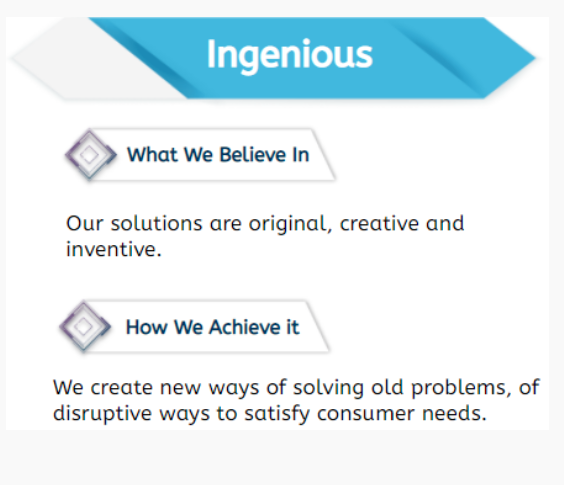 Ingenious
What We Believe In
Our solutions are original, creative and
inventive.
How We Achieve it
We create new ways of solving old problems, of
disruptive ways to satisfy consumer needs.